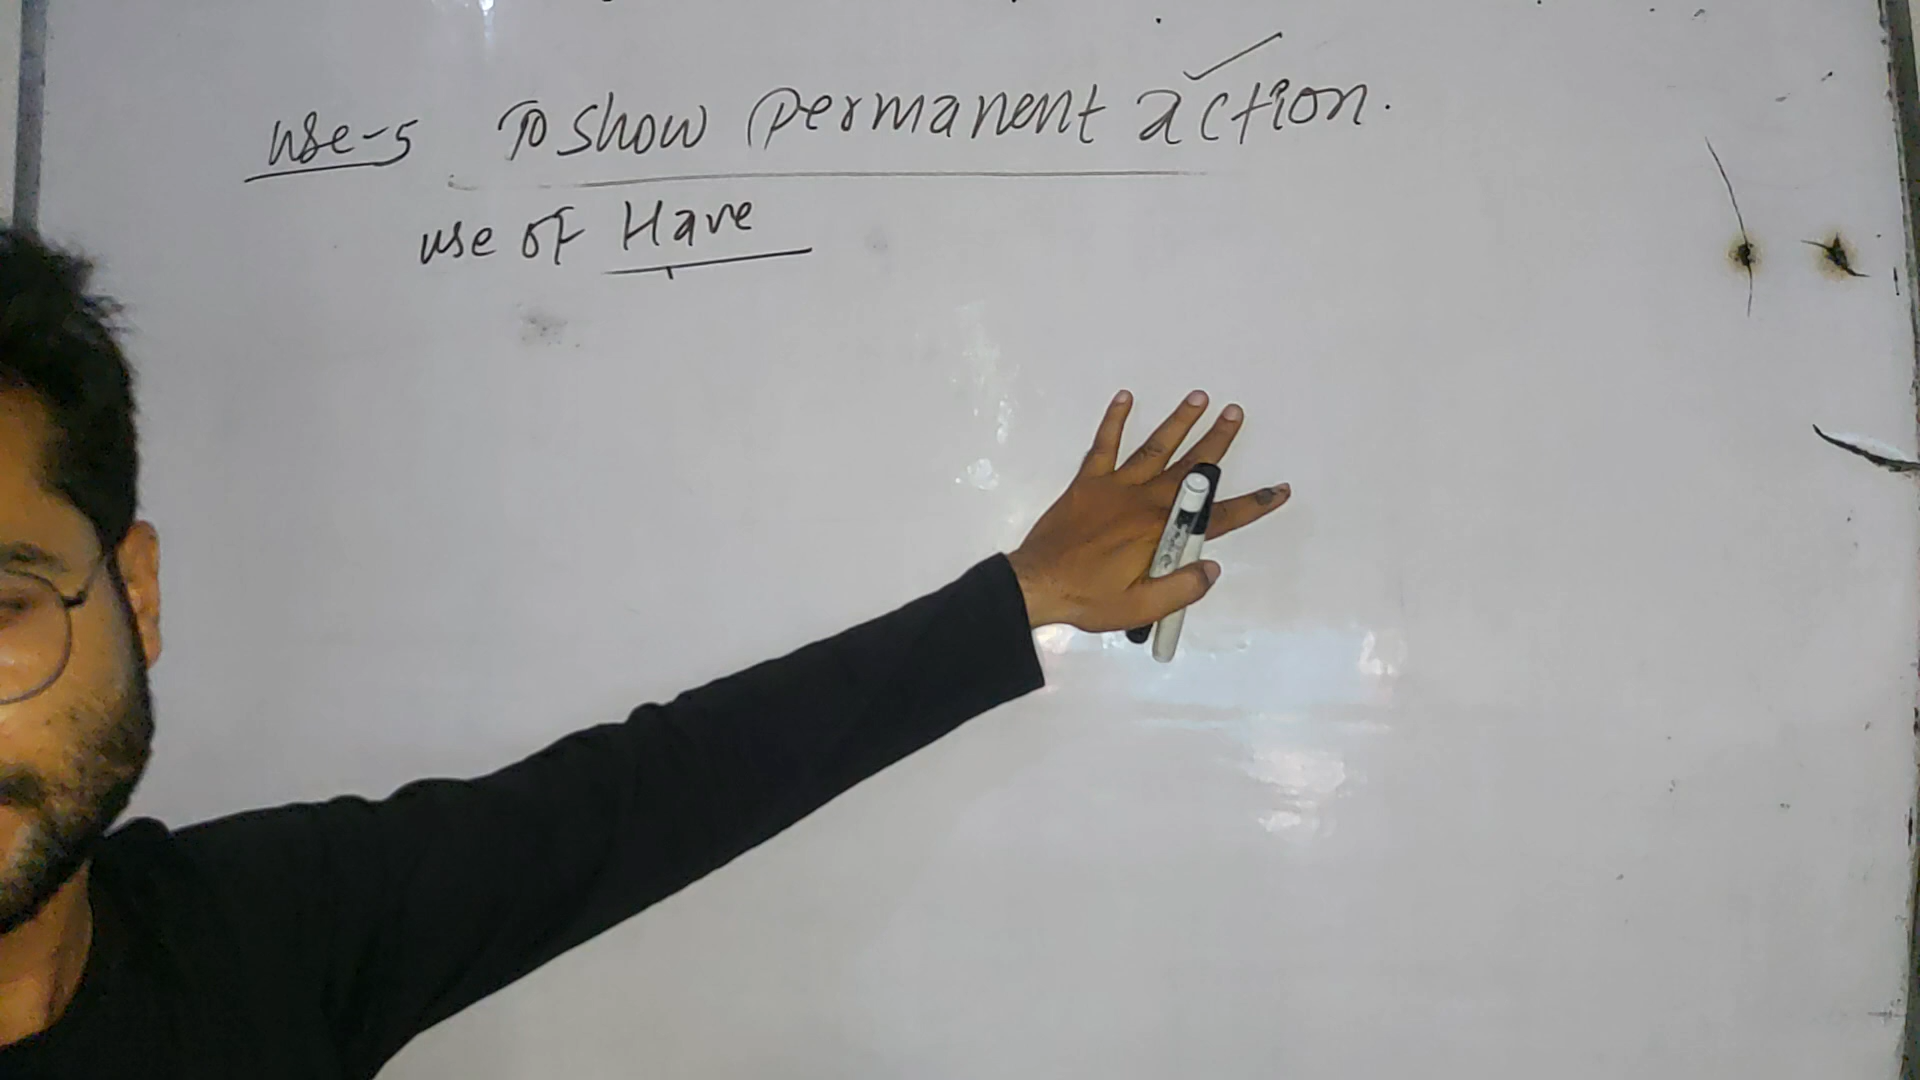 use-5 To show permanent action.
use of Have